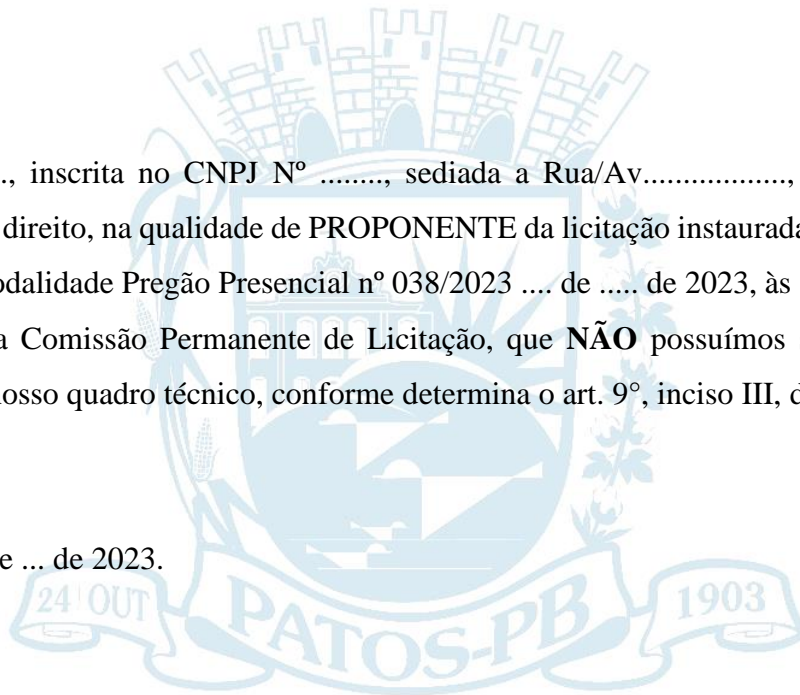 ., inscrita no CNPJ Nº ........, sediada a Rua/Av.................,
direito, na qualidade de PROPONENTE da licitação instaurada
odalidade Pregão Presencial nº 038/2023 .... de ..... de 2023, às
a Comissão Permanente de Licitação, que NÃO possuímos
nosso quadro técnico, conforme determina o art. 9°, inciso III, d
e ... de 2023.
24 OUT
PATOS-PB
1903